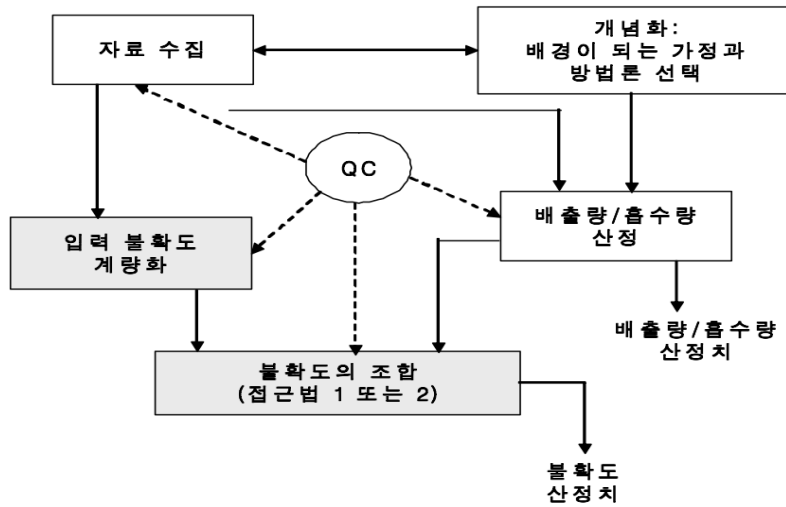 자료 수집
개념화:
배경이 되는 가정과
방법론 선택
QC
입력 불확도
계량화
배출량/흡수량
산정
배출량/흡수량
산정치
불확도의 조합
(접근법 1 또는 2)
불확도
산정치